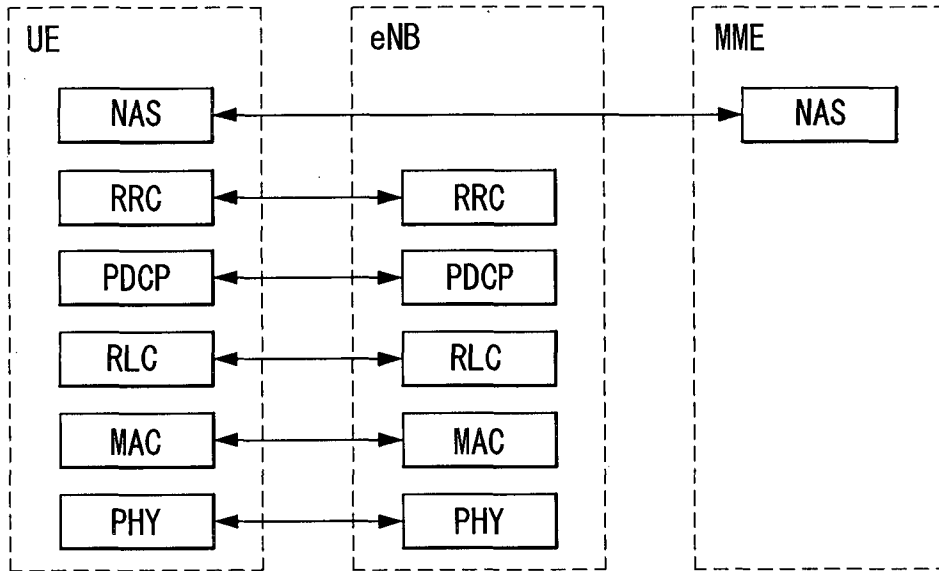 UE eNB MME
NAS NAS
RRC RRC
PDCP PDCP
RLC RLC
MAC MAC
PHY PHY